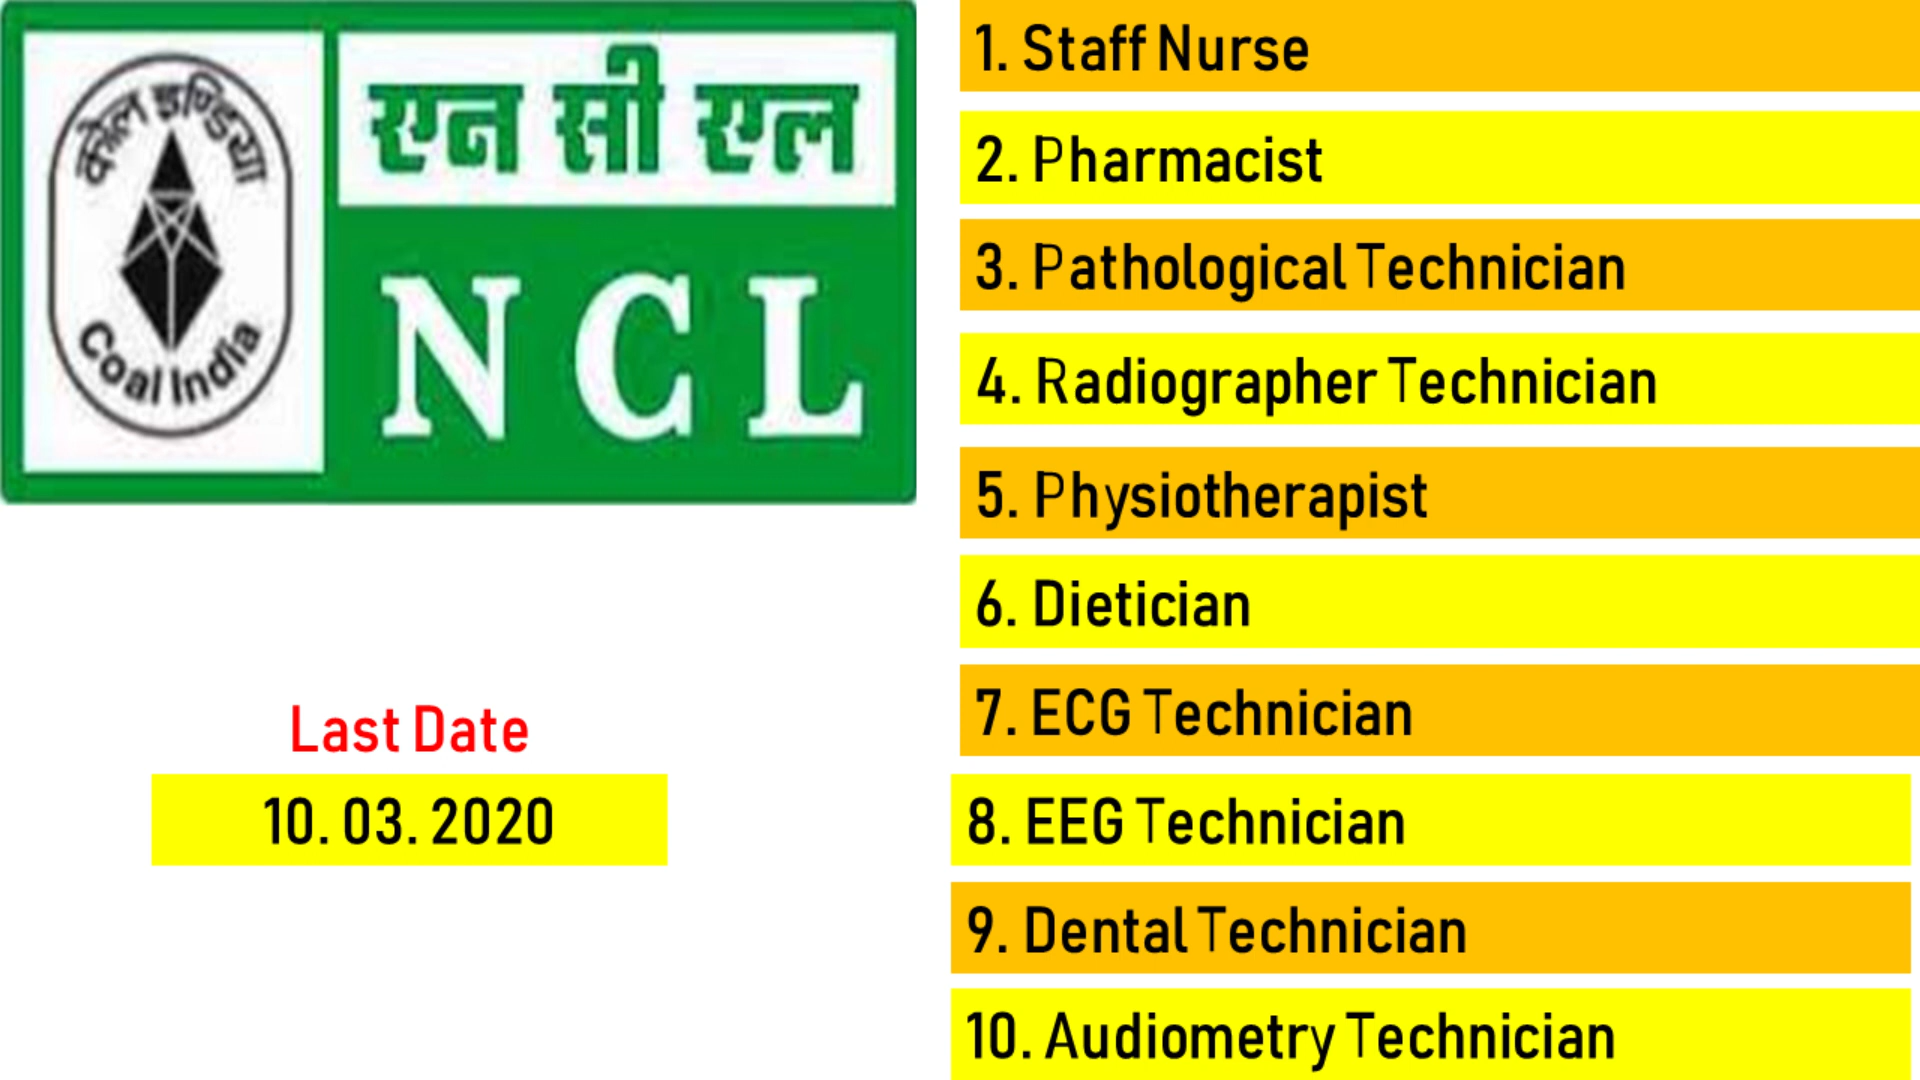 कोल इण्डिया
Coal India
एन सी एल
NCL
Last Date
10. 03. 2020
1. Staff Nurse
2. Pharmacist
3. Pathological Technician
4. Radiographer Technician
5. Physiotherapist
6. Dietician
7. ECG Technician
8. EEG Technician
9. Dental Technician
10. Audiometry Technician